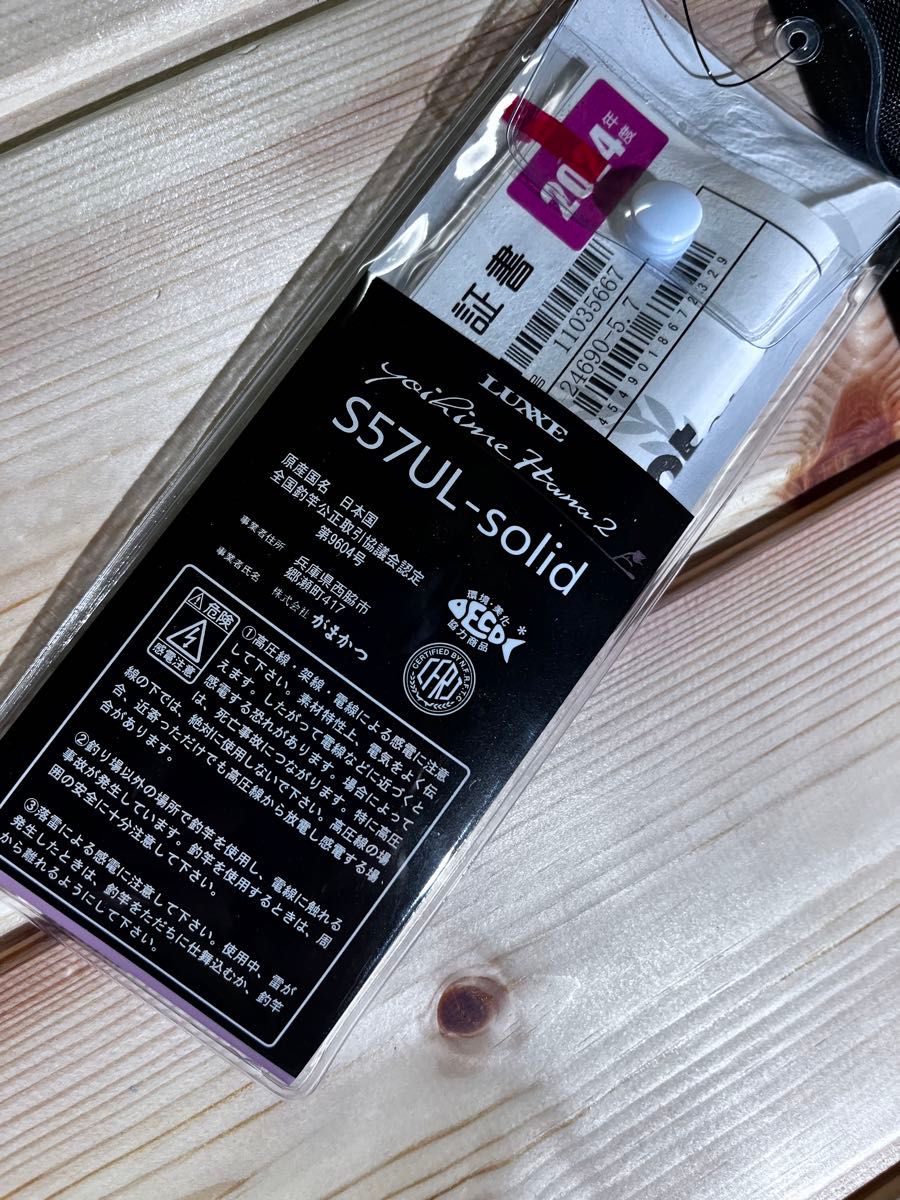 年度
証書
11035667
24690-5.7
LUXXE
yoihime Hana 2
S57UL-solid
原産国名 日本国
全国釣竿公正取引協議会認定
第9604号
事業者住所 兵庫県西脇市
郷瀬町417
事業者氏名 株式会社 がまかつ
環境・美化
ECO
協力商品
CERTIFIED BY N.F.R.F.T.C.
危険
感電注意
①高圧線・架線・電線による感電に注意
して下さい。素材特性上、電気をよく伝
えます。したがって電線などに近づくと
感電する恐れがあります。場合によって
は、死亡事故につながります。特に高圧
線の下では、絶対に使用しないで下さい。高圧線の場
合、近寄っただけでも高圧線から放電し感電する場
合があります。
②釣り場以外の場所で釣竿を使用し、電線に触れる
事故が発生しています。釣竿を使用するときは、周
囲の安全に十分注意して下さい。
③落雷による感電に注意して下さい。使用中、雷が
発生したときは、釣竿をただちに仕舞込むか、釣竿
から離れるようにして下さい。